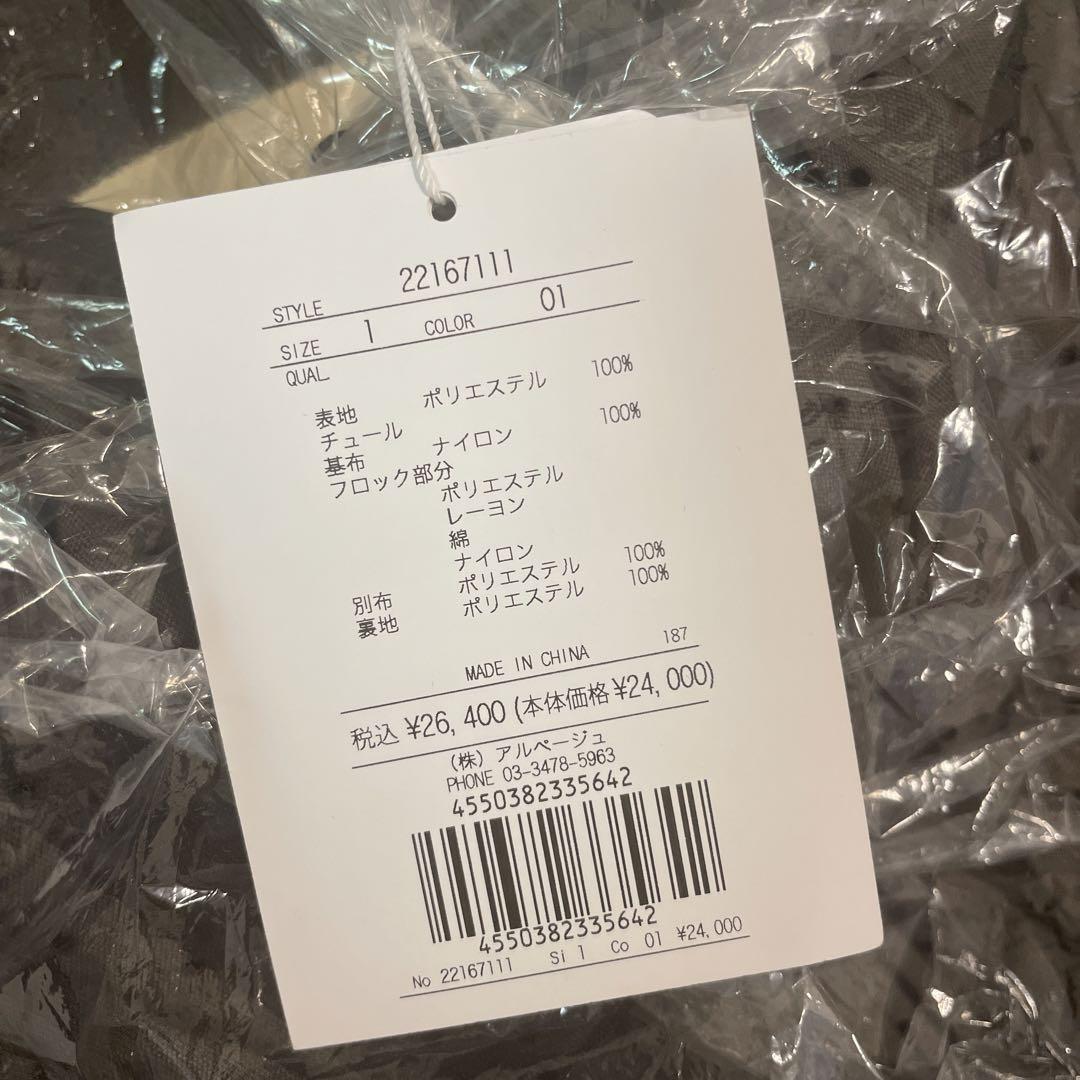 STYLE 22167111
SIZE 1 COLOR 01
QUAL
表地 ポリエステル 100%
チュール
基布 ナイロン 100%
フロック部分
ポリエステル
レーヨン
綿
ナイロン
別布 ポリエステル 100%
裏地 ポリエステル 100%
187
MADE IN CHINA
税込 ¥26,400 (本体価格¥24,000)
(株) アルページュ
PHONE 03-3478-5963
4550382335642
4550382335642
No 22167111 Si 1 Co 01 ¥24,000